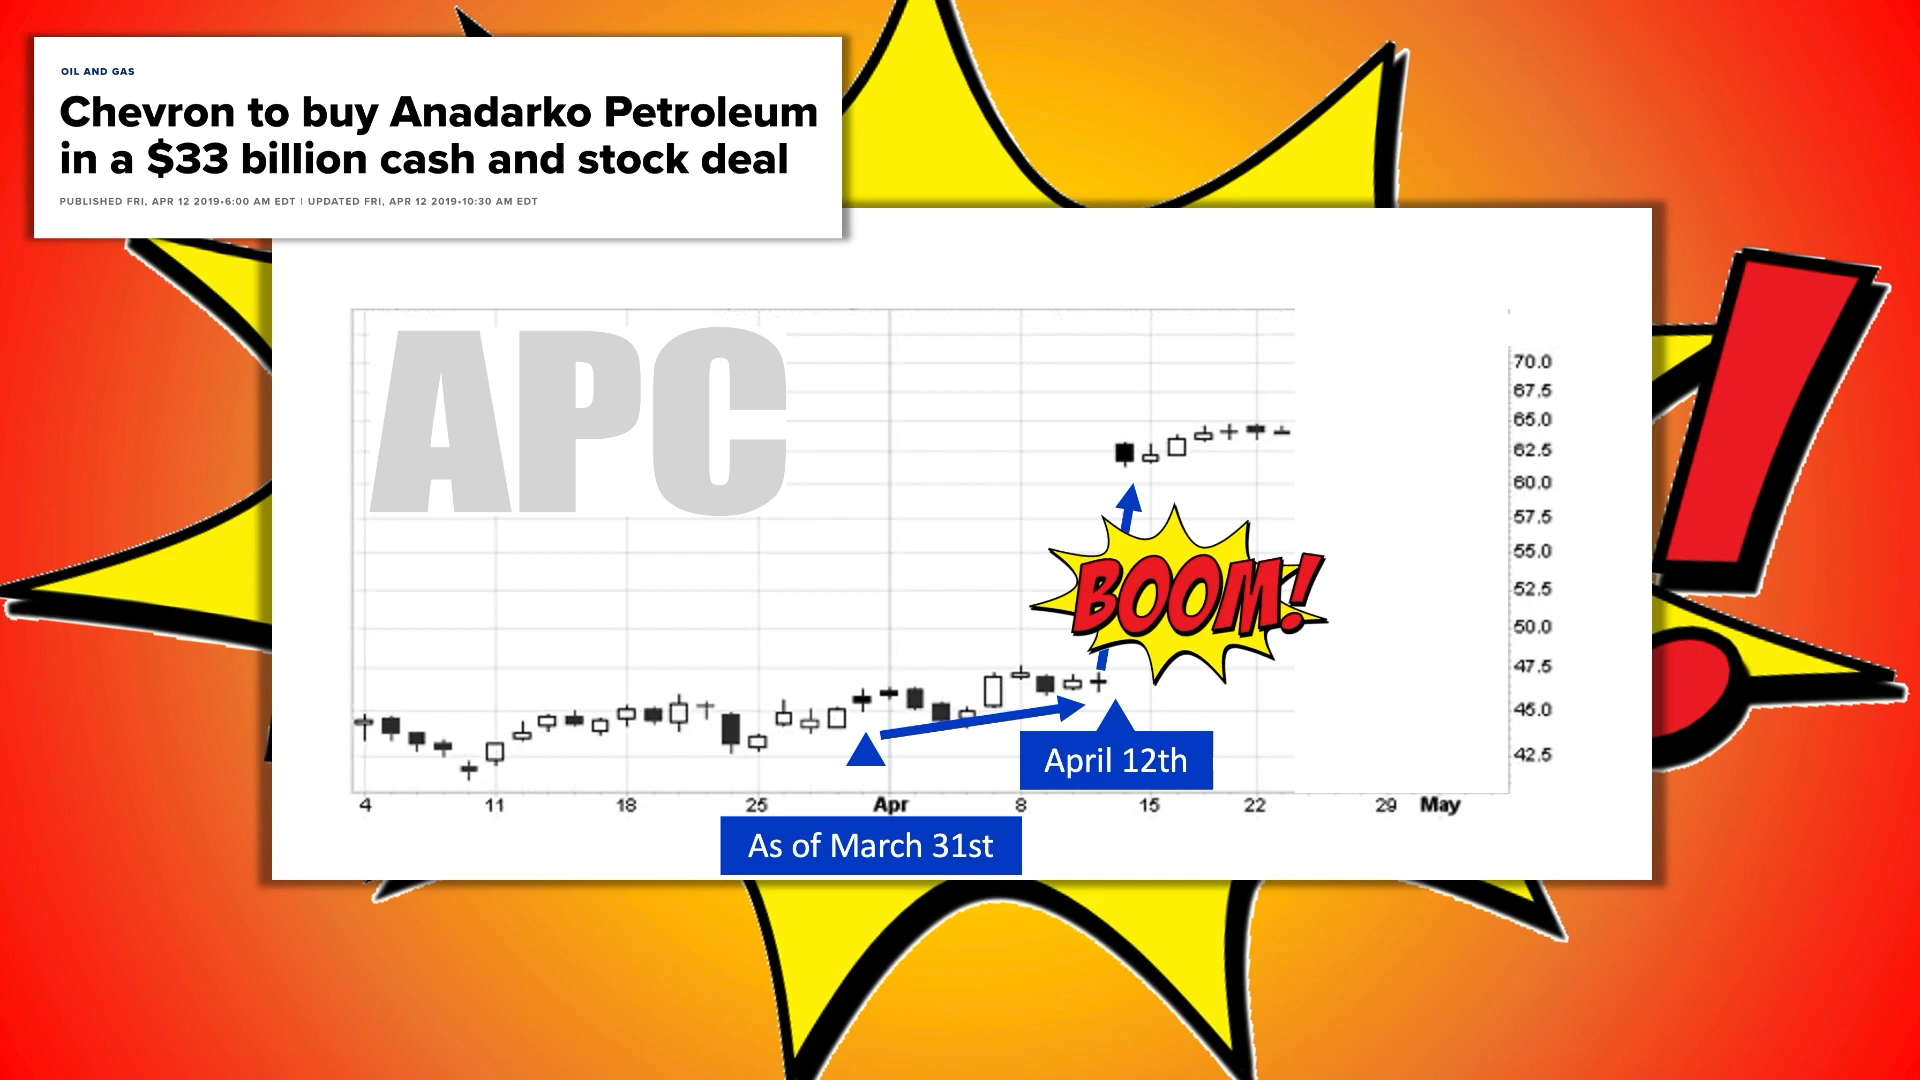 OIL AND GAS
Chevron to buy Anadarko Petroleum
in a $33 billion cash and stock deal
PUBLISHED FRI, APR 12 2019•6:00 AM EDT | UPDATED FRI, APR 12 2019•10:30 AM EDT
APC
70.0
67.5
65.0
62.5
60.0
57.5
55.0
52.5
50.0
47.5
45.0
42.5
BOOM!
April 12th
4 11 18 25 Apr 8 15 22 29 May
As of March 31st